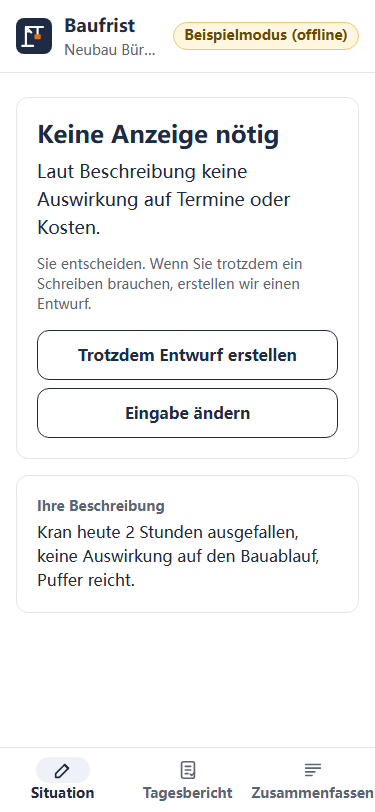 Baufrist
Neubau Bür...
Beispielmodus (offline)
Keine Anzeige nötig
Laut Beschreibung keine
Auswirkung auf Termine oder
Kosten.
Sie entscheiden. Wenn Sie trotzdem ein
Schreiben brauchen, erstellen wir einen
Entwurf.
Trotzdem Entwurf erstellen
Eingabe ändern
Ihre Beschreibung
Kran heute 2 Stunden ausgefallen,
keine Auswirkung auf den Bauablauf,
Puffer reicht.
Situation
Tagesbericht
Zusammenfassen